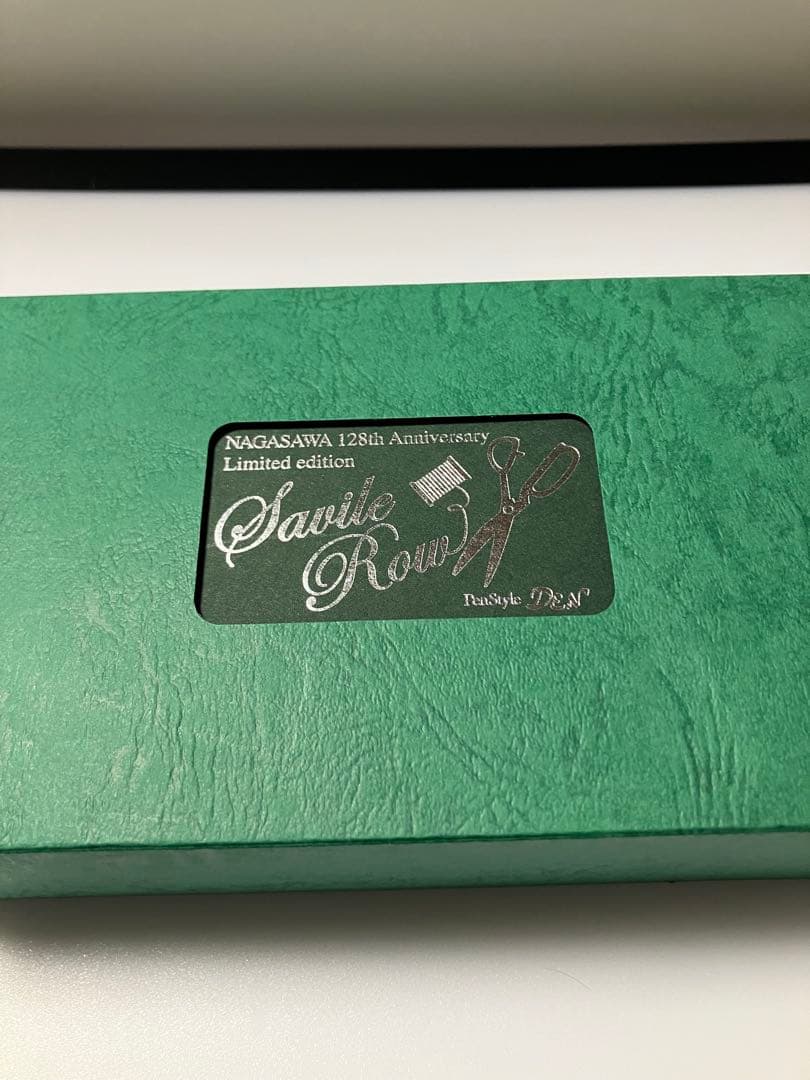 NAGASAWA 128th Anniversary
Limited edition
Savile
Row
PenStyle DEN